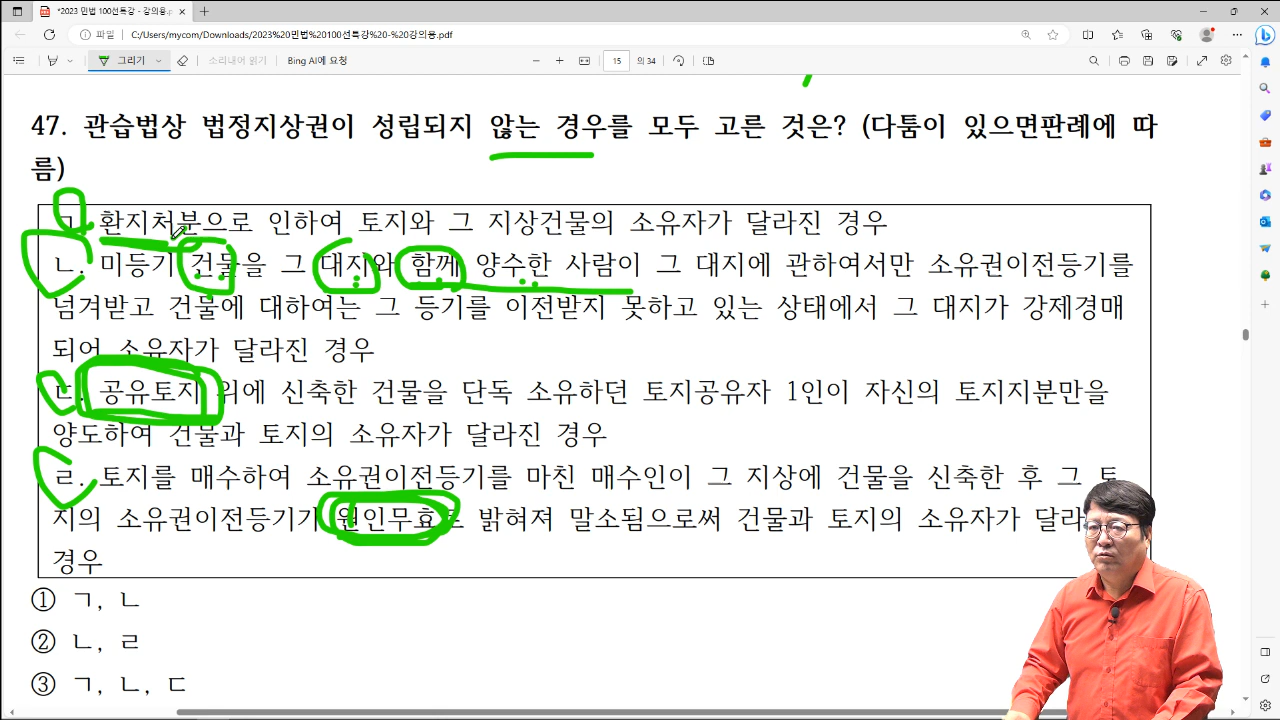 *2023 민법 100선특강 - 강의용.p
파일 C:/Users/mycom/Downloads/2023%20민법%20100선특강%20-%20강의용.pdf
그리기 소리내어 읽기 Bing AI에 요청 15 의 34
47. 관습법상 법정지상권이 성립되지 않는 경우를 모두 고른 것은? (다툼이 있으면판례에 따
름)
ㄱ. 환지처분으로 인하여 토지와 그 지상건물의 소유자가 달라진 경우
ㄴ. 미등기 건물을 그 대지와 함께 양수한 사람이 그 대지에 관하여서만 소유권이전등기를
넘겨받고 건물에 대하여는 그 등기를 이전받지 못하고 있는 상태에서 그 대지가 강제경매
되어 소유자가 달라진 경우
ㄷ. 공유토지 위에 신축한 건물을 단독 소유하던 토지공유자 1인이 자신의 토지지분만을
양도하여 건물과 토지의 소유자가 달라진 경우
ㄹ. 토지를 매수하여 소유권이전등기를 마친 매수인이 그 지상에 건물을 신축한 후 그 토
지의 소유권이전등기가 원인무효로 밝혀져 말소됨으로써 건물과 토지의 소유자가 달라
경우
① ㄱ, ㄴ
② ㄴ, ㄹ
③ ㄱ, ㄴ, ㄷ